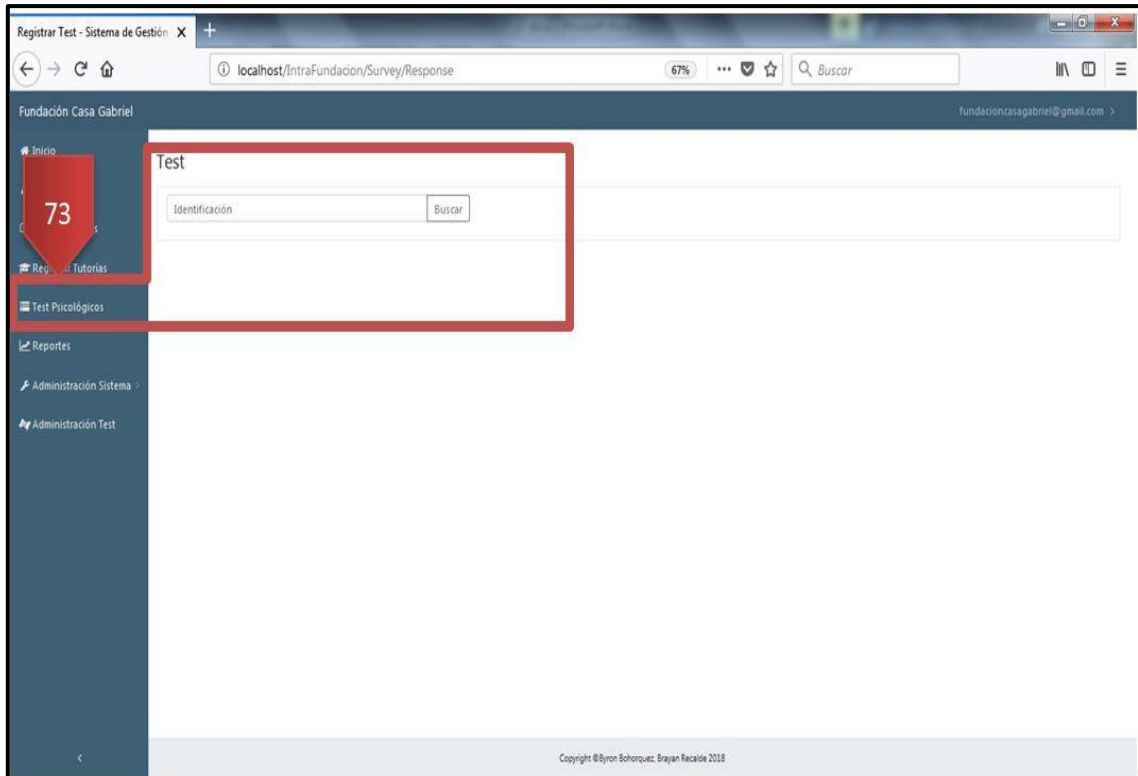 Registrar Test - Sistema de Gestión
localhost/IntraFundacion/Survey/Response
67%
Buscar
Fundación Casa Gabriel
fundacioncasagabriel@gmail.com
Inicio
Test
73
Identificación
Buscar
Tutorías
Test Psicológicos
Reportes
Administración Sistema
Administración Test
Copyright ©Byron Bohorquez, Brayan Recalde 2018